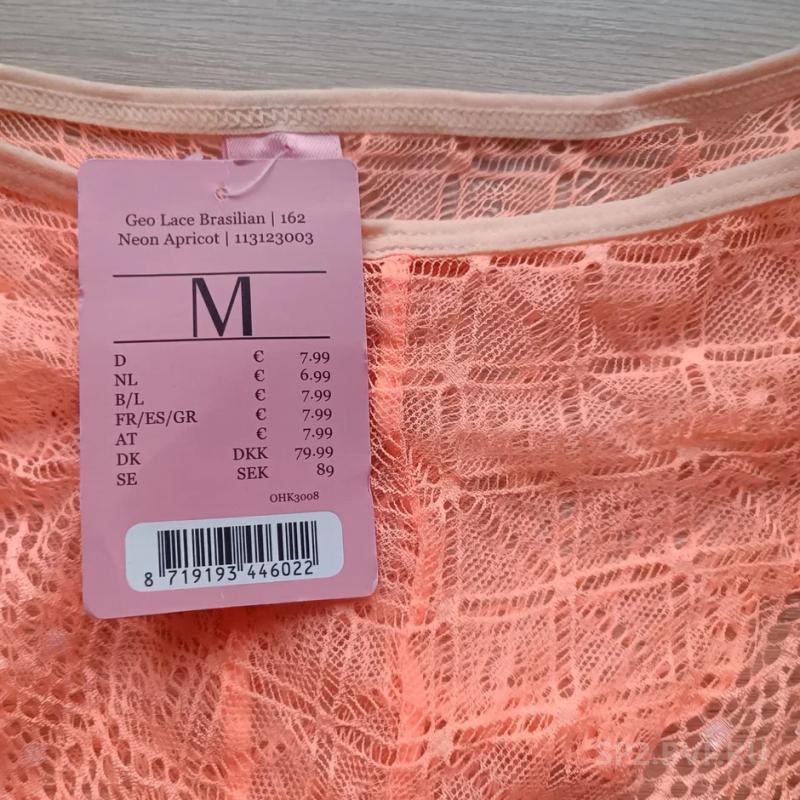 Geo Lace Brasilian | 162
Neon Apricot | 113123003
M
D € 7.99
NL € 6.99
B/L € 7.99
FR/ES/GR € 7.99
AT € 7.99
DK DKK 79.99
SE SEK 89
OHK3008
8 719193 446022